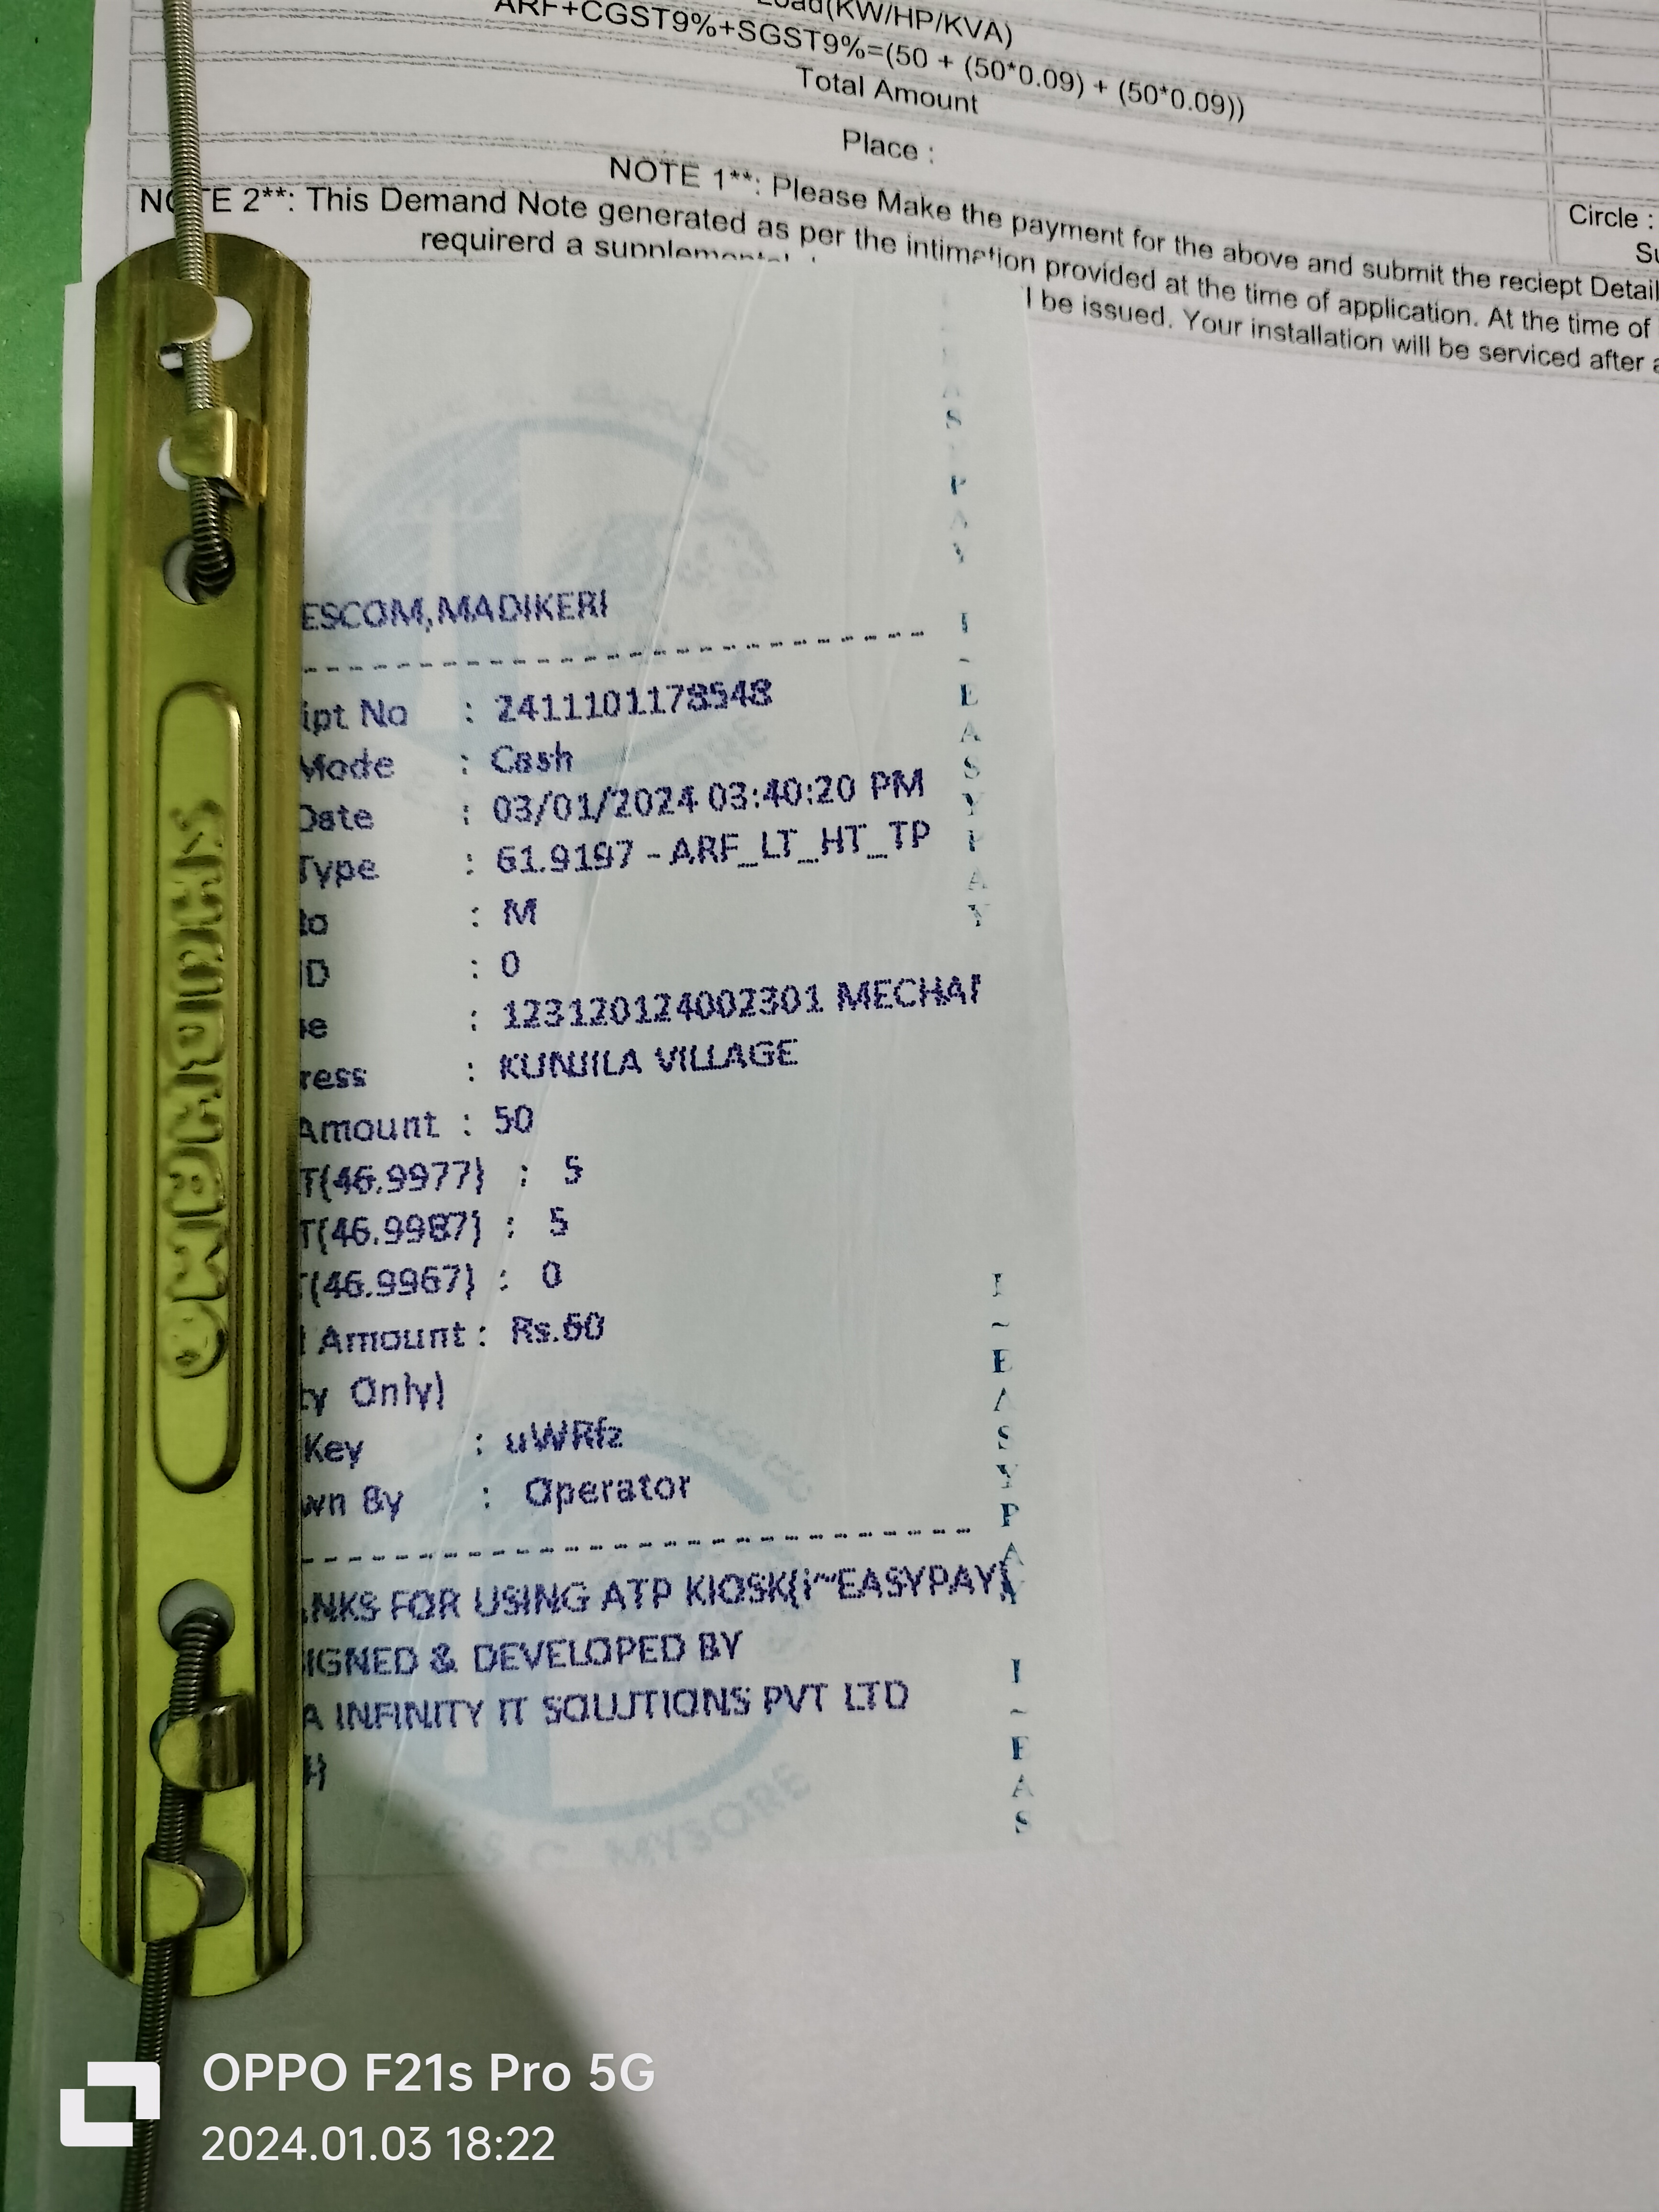 Load(KW/HP/KVA)
ARF+CGST9%+SGST9%=(50 + (50*0.09) + (50*0.09))
Total Amount
Place :
Circle :
NOTE 1**: Please Make the payment for the above and submit the reciept Detail
NOTE 2**: This Demand Note generated as per the intimation provided at the time of application. At the time of
requirerd a supplemental be issued. Your installation will be serviced after a
ESCOM,MADIKERI
ipt No : 2411101178548
Mode : Cash
Date : 03/01/2024 03:40:20 PM
Type : 61.9197 - ARF_LT_HT_TP
: M
ID : 0
: 123120124002301 MECHA
ress : KUNJILA VILLAGE
Amount : 50
T(46.9977) : 5
T(46.9987) : 5
T(46.9967) : 0
Amount : Rs.60
ty Only)
Key : uWRfz
wn By : Operator
ANKS FOR USING ATP KIOSK(i~EASYPAY)
IGNED & DEVELOPED BY
A INFINITY IT SOLUTIONS PVT LTD
A S I P A Y
I ~ E A S Y P A Y
I ~ E A S Y P A Y
I ~ E A S
MYSORE
OPPO F21s Pro 5G
2024.01.03 18:22